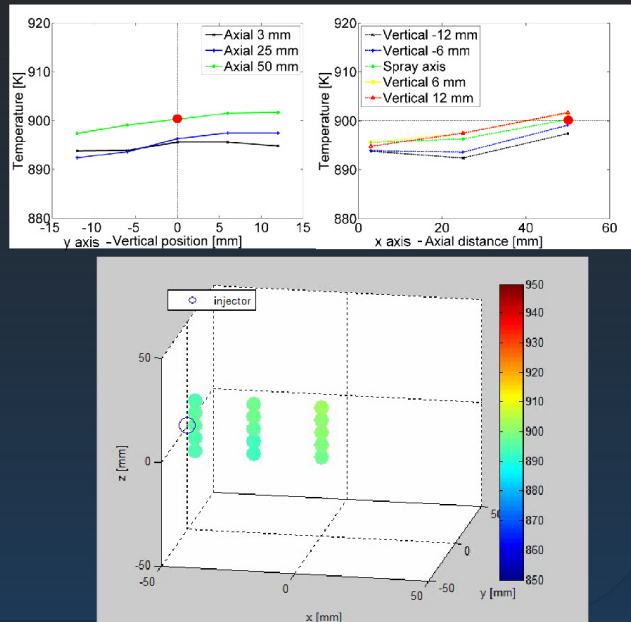 920
910
900
890
880
Temperature [K]
Axial 3 mm
Axial 25 mm
Axial 50 mm
-15
-10
-5
0
5
10
15
y axis –Vertical position [mm]
920
910
900
890
880
Temperature [K]
Vertical -12 mm
Vertical -6 mm
Spray axis
Vertical 6 mm
Vertical 12 mm
0
20
40
60
x axis - Axial distance [mm]
injector
50
0
-50
z [mm]
-50
0
50
x [mm]
-50
0
50
y [mm]
950
940
930
920
910
900
890
880
870
860
850